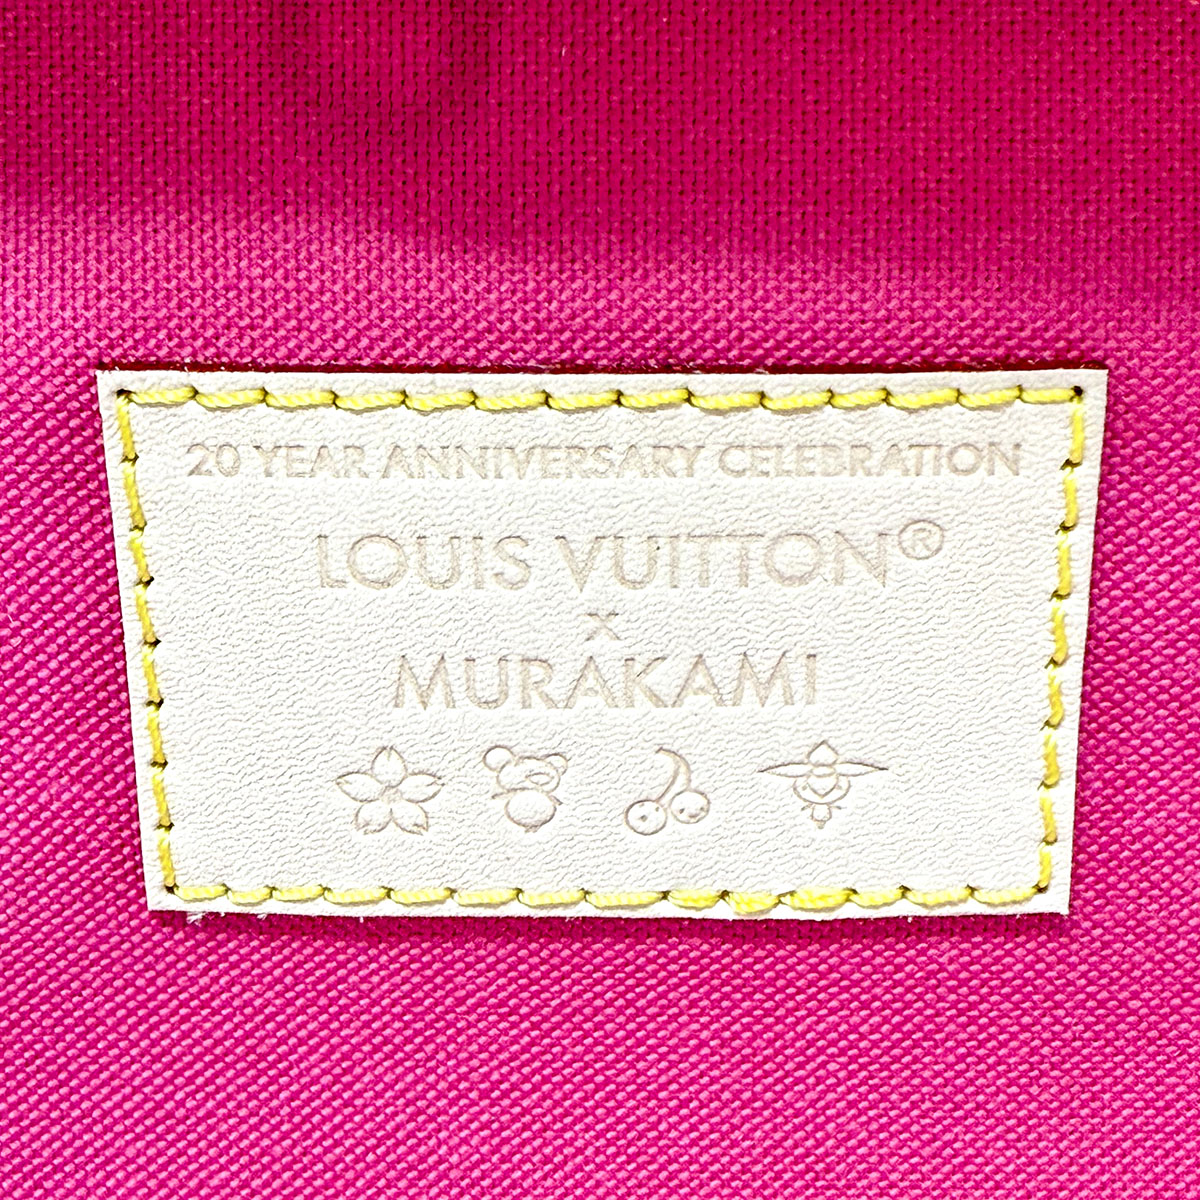 20 YEAR ANNIVERSARY CELEBRATION
LOUIS VUITTON®
x
MURAKAMI